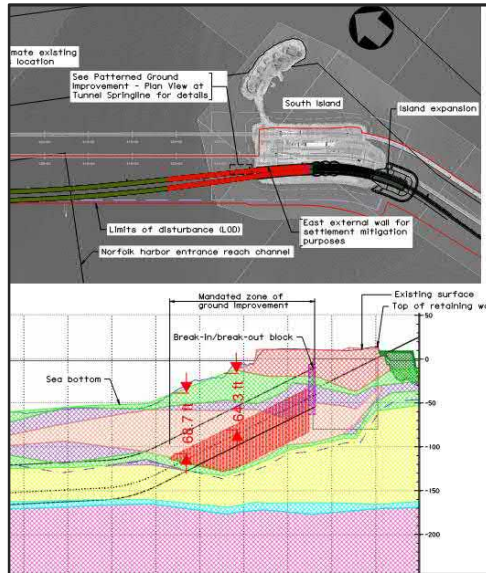 mate existing
location
See Patterned Ground
Improvement - Plan View at
Tunnel Springline for details
South Island
Island expansion
Limits of disturbance (LOD)
East external wall for
settlement mitigation
purposes
Norfolk harbor entrance reach channel
Mandated zone of
ground improvement
Existing surface
Top of retaining wa
Break-in/break-out block
Sea bottom
68.7 ft
64.3 ft
50
0
-50
-100
-150
-200